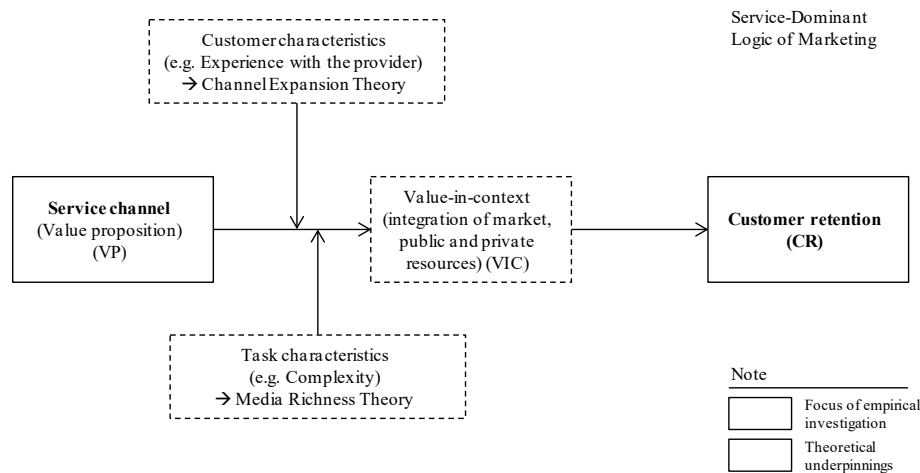 Service-Dominant
Logic of Marketing
Customer characteristics
(e.g. Experience with the provider)
→ Channel Expansion Theory
Service channel
(Value proposition)
(VP)
Value-in-context
(integration of market,
public and private
resources) (VIC)
Customer retention
(CR)
Task characteristics
(e.g. Complexity)
→ Media Richness Theory
Note
Focus of empirical
investigation
Theoretical
underpinnings